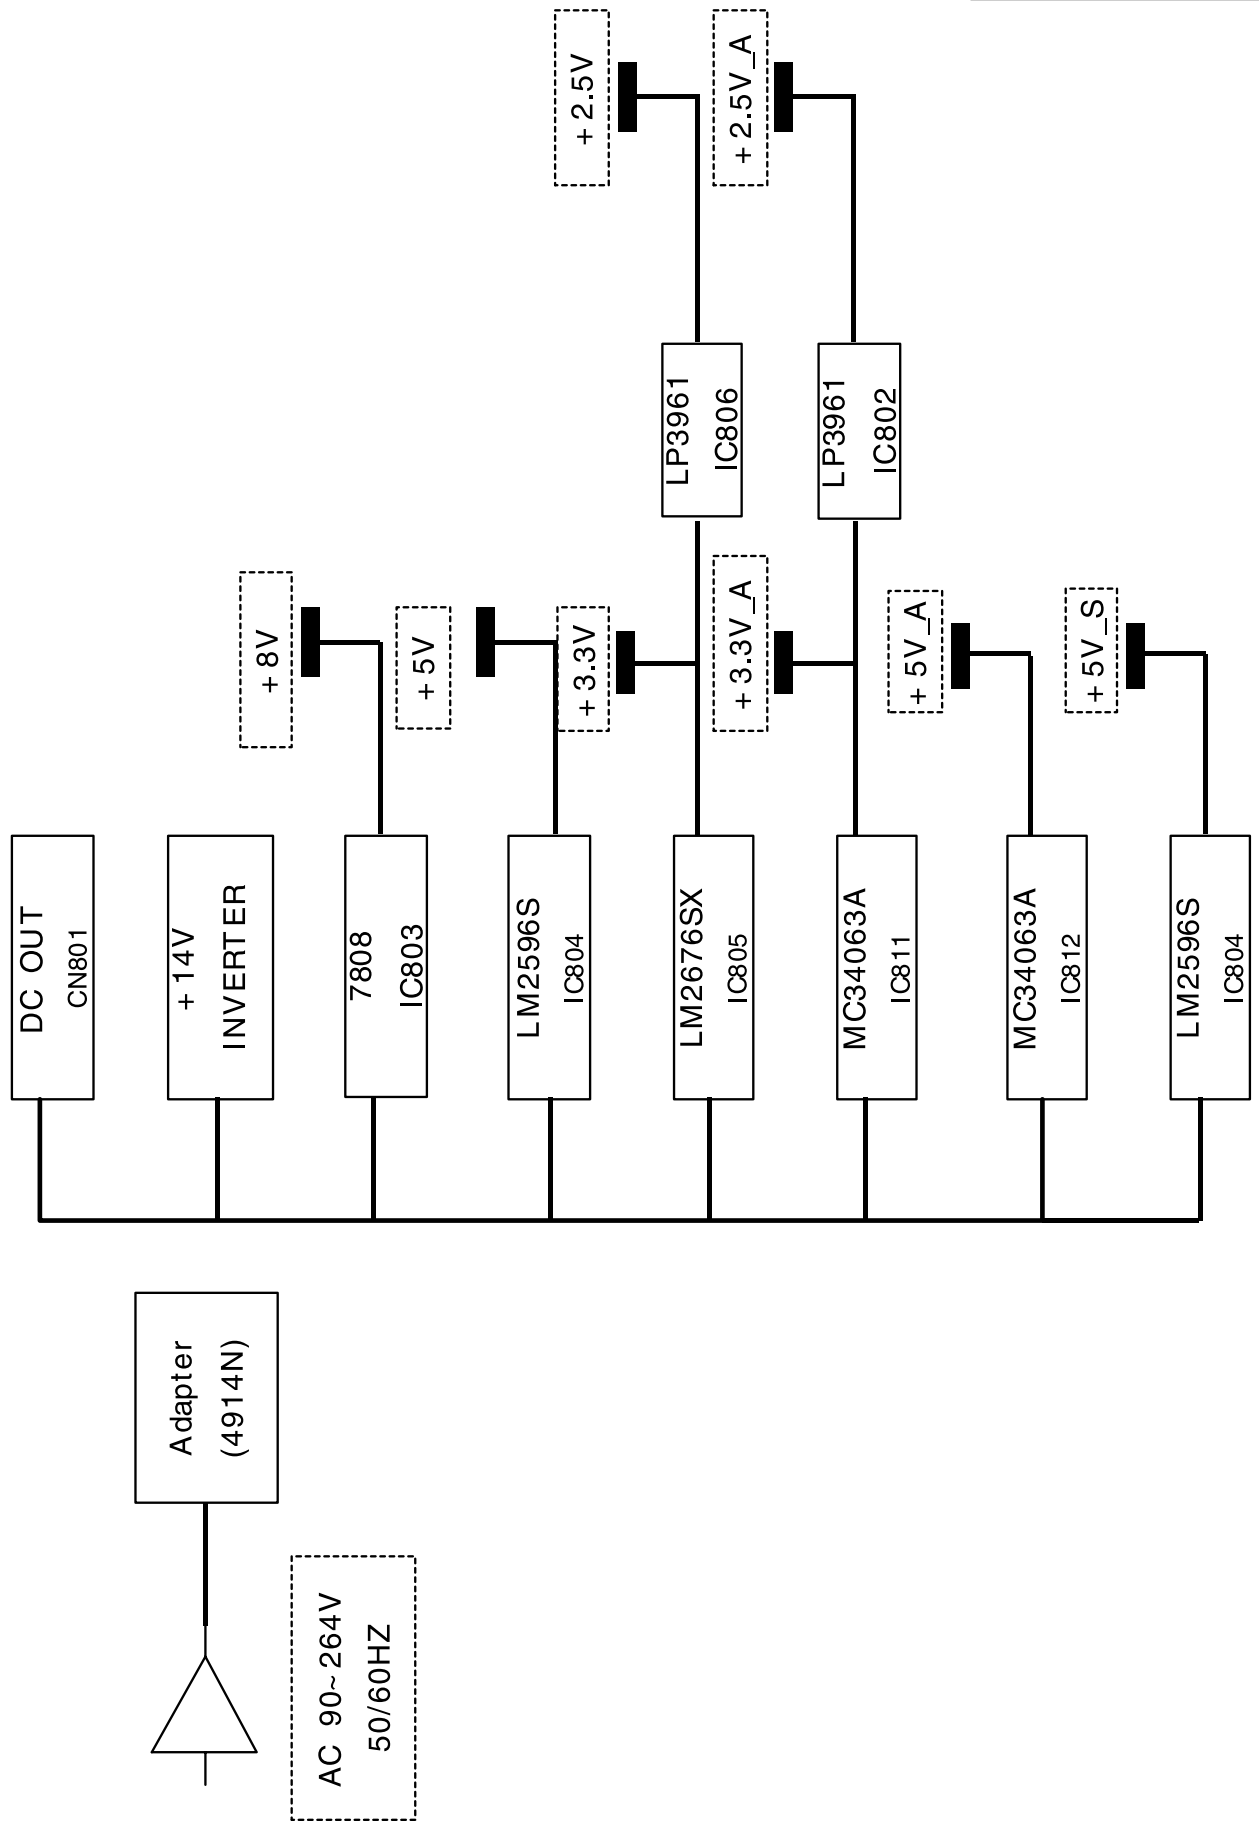 DC OUT
CN801
+14V
INVERTER
7808
IC803
+8V
LM2596S
IC804
+5V
LM2676SX
IC805
+3.3V
LP3961
IC806
+2.5V
MC34063A
IC811
+3.3V_A
LP3961
IC802
+2.5V_A
MC34063A
IC812
+5V_A
LM2596S
IC804
+5V_S
Adapter
(4914N)
AC 90~264V
50/60HZ